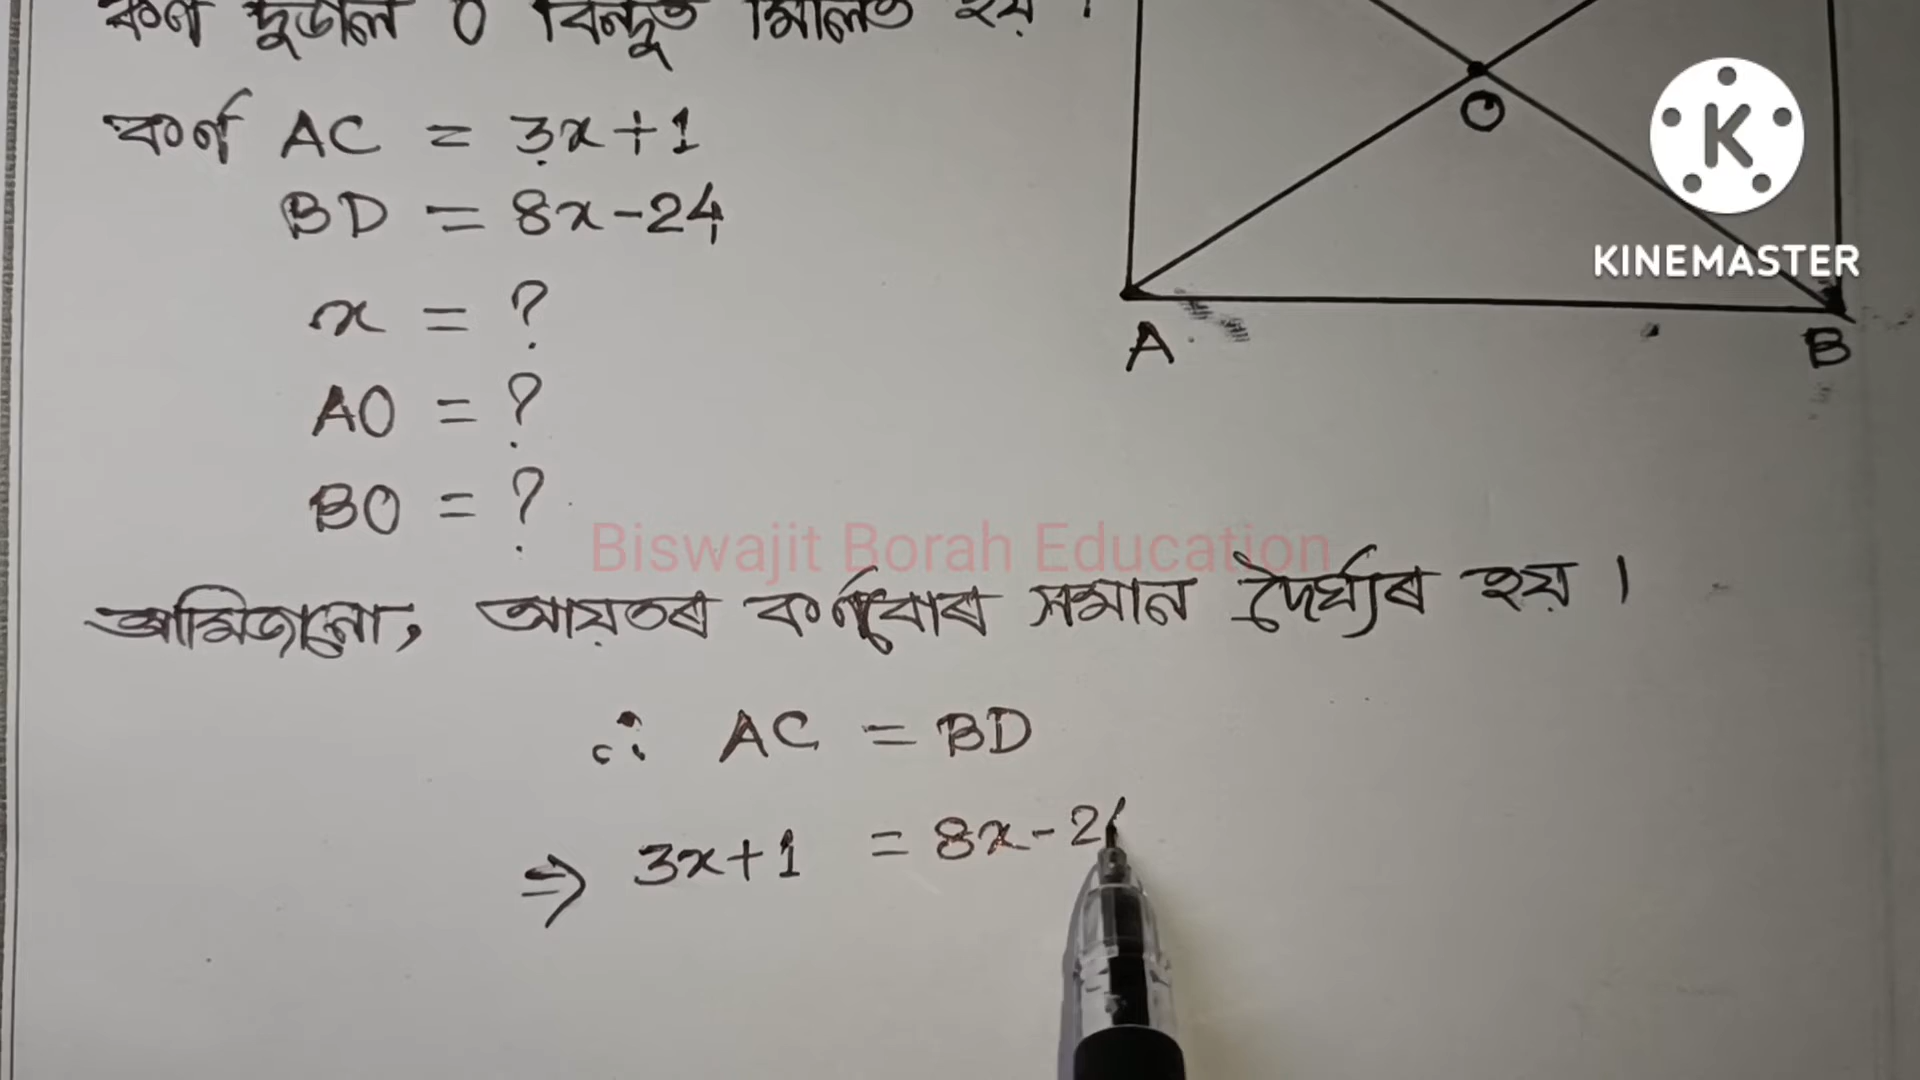 কৰ্ণ দুডাল O বিন্দুত মিলিত হয় ।
কৰ্ণ AC = 3x+1
BD = 8x-24
x = ?
AO = ?
BO = ?
আমিজানো, আয়তৰ কৰ্ণবোৰ সমান দৈৰ্ঘ্যৰ হয় ।
∴ AC = BD
⇒ 3x+1 = 8x-2
O
A
B
K
KINEMASTER
Biswajit Borah Education